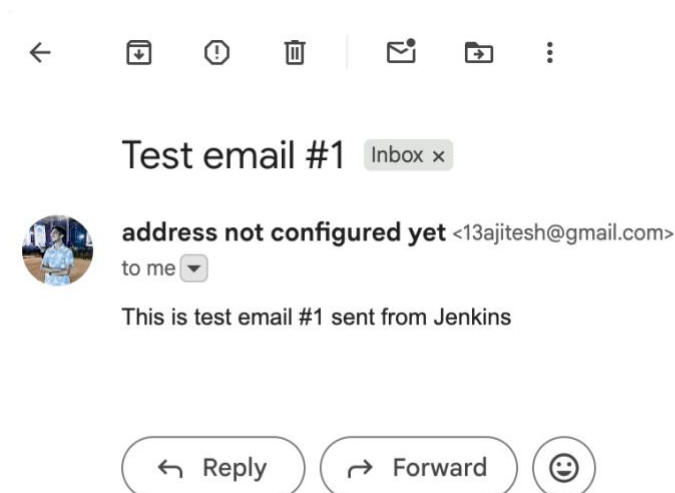 Test email #1 Inbox ×
address not configured yet <13ajitesh@gmail.com>
to me
This is test email #1 sent from Jenkins
Reply Forward